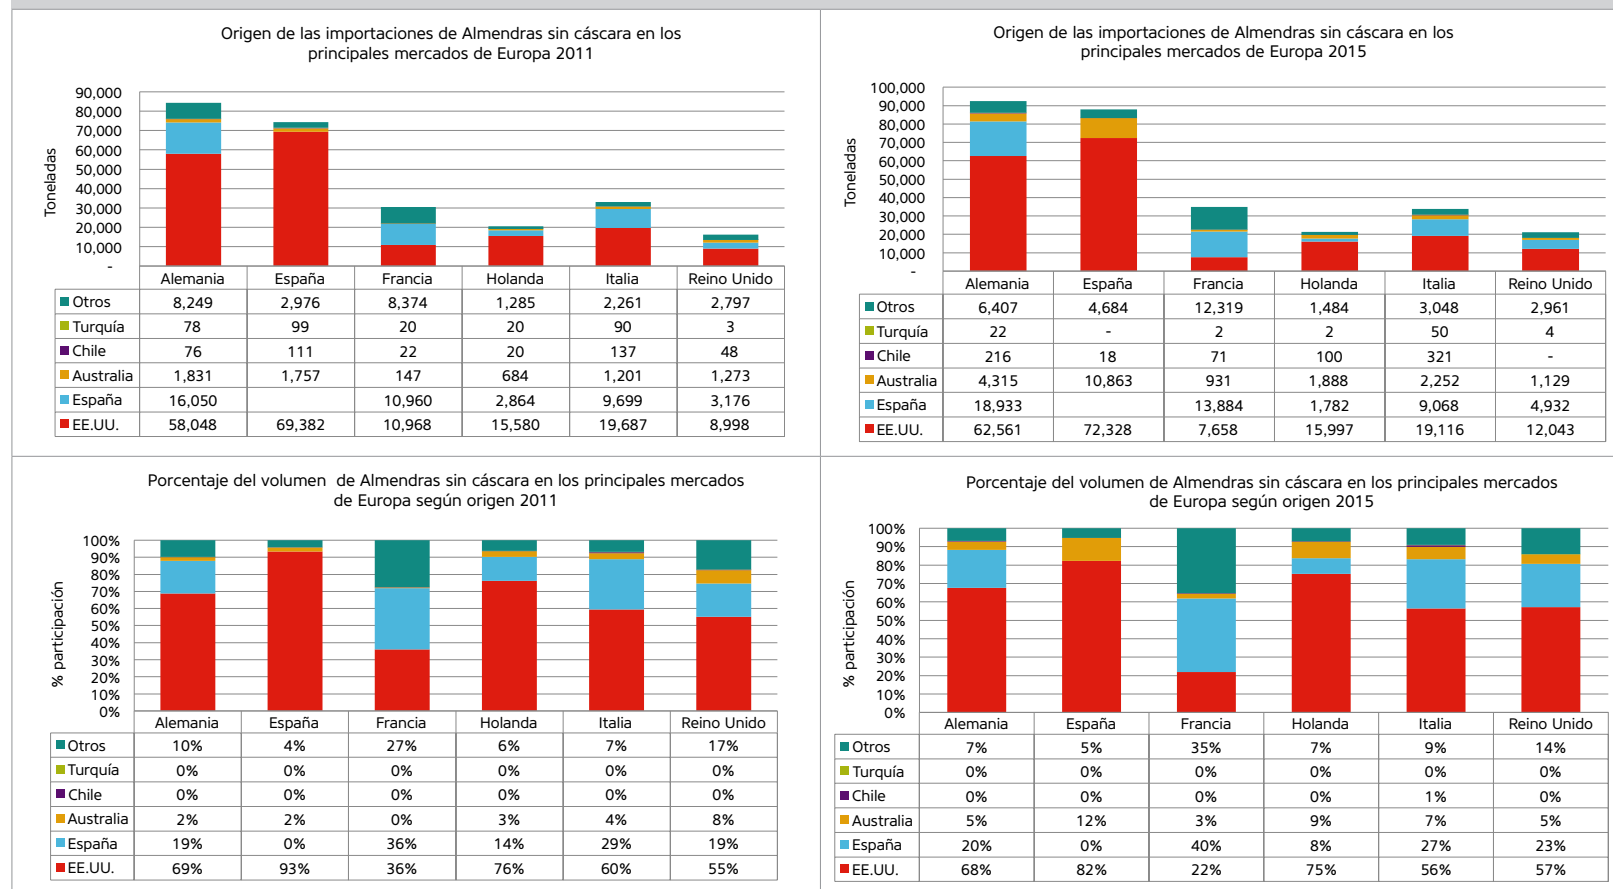 Origen de las importaciones de Almendras sin cáscara en los
principales mercados de Europa 2011
Toneladas
90,000
80,000
70,000
60,000
50,000
40,000
30,000
20,000
10,000
-
Alemania España Francia Holanda Italia Reino Unido
Otros 8,249 2,976 8,374 1,285 2,261 2,797
Turquía 78 99 20 20 90 3
Chile 76 111 22 20 137 48
Australia 1,831 1,757 147 684 1,201 1,273
España 16,050 10,960 2,864 9,699 3,176
EE.UU. 58,048 69,382 10,968 15,580 19,687 8,998
Origen de las importaciones de Almendras sin cáscara en los
principales mercados de Europa 2015
Toneladas
100,000
90,000
80,000
70,000
60,000
50,000
40,000
30,000
20,000
10,000
-
Alemania España Francia Holanda Italia Reino Unido
Otros 6,407 4,684 12,319 1,484 3,048 2,961
Turquía 22 - 2 2 50 4
Chile 216 18 71 100 321 -
Australia 4,315 10,863 931 1,888 2,252 1,129
España 18,933 13,884 1,782 9,068 4,932
EE.UU. 62,561 72,328 7,658 15,997 19,116 12,043
Porcentaje del volumen de Almendras sin cáscara en los principales mercados
de Europa según origen 2011
% participación
100%
90%
80%
70%
60%
50%
40%
30%
20%
10%
0%
Alemania España Francia Holanda Italia Reino Unido
Otros 10% 4% 27% 6% 7% 17%
Turquía 0% 0% 0% 0% 0% 0%
Chile 0% 0% 0% 0% 0% 0%
Australia 2% 2% 0% 3% 4% 8%
España 19% 0% 36% 14% 29% 19%
EE.UU. 69% 93% 36% 76% 60% 55%
Porcentaje del volumen de Almendras sin cáscara en los principales mercados
de Europa según origen 2015
% participación
100%
90%
80%
70%
60%
50%
40%
30%
20%
10%
0%
Alemania España Francia Holanda Italia Reino Unido
Otros 7% 5% 35% 7% 9% 14%
Turquía 0% 0% 0% 0% 0% 0%
Chile 0% 0% 0% 0% 1% 0%
Australia 5% 12% 3% 9% 7% 5%
España 20% 0% 40% 8% 27% 23%
EE.UU. 68% 82% 22% 75% 56% 57%